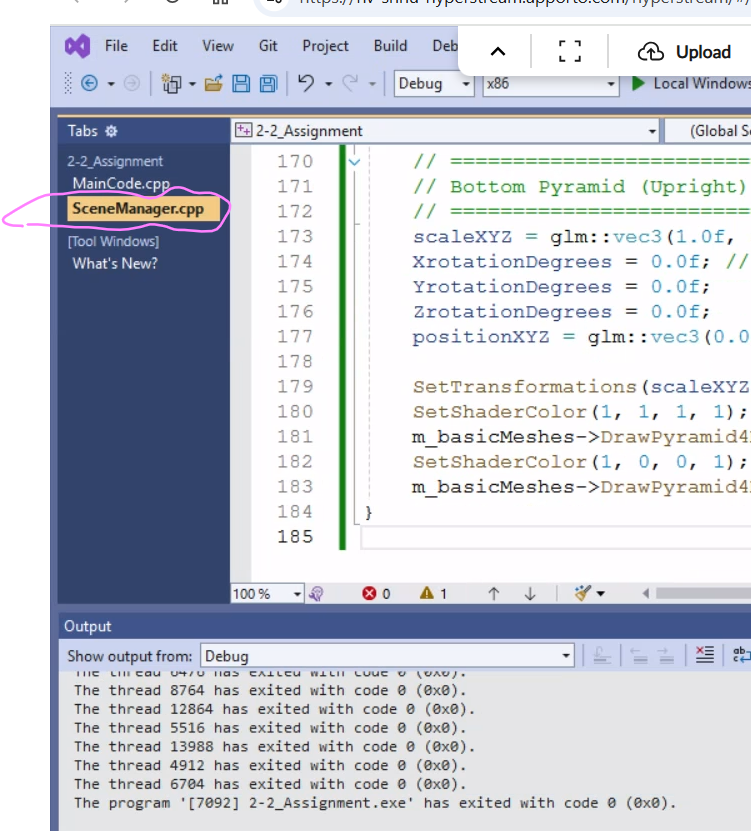 File Edit View Git Project Build Deb
Upload
Debug x86 Local Windows
Tabs
2-2_Assignment (Global S
2-2_Assignment
MainCode.cpp
SceneManager.cpp
[Tool Windows]
What's New?
170 // ========================
171 // Bottom Pyramid (Upright)
172 // ========================
173 scaleXYZ = glm::vec3(1.0f,
174 XrotationDegrees = 0.0f; //
175 YrotationDegrees = 0.0f;
176 ZrotationDegrees = 0.0f;
177 positionXYZ = glm::vec3(0.0
178
179 SetTransformations(scaleXYZ
180 SetShaderColor(1, 1, 1, 1);
181 m_basicMeshes->DrawPyramid4
182 SetShaderColor(1, 0, 0, 1);
183 m_basicMeshes->DrawPyramid4
184 }
185
100 % 0 1
Output
Show output from: Debug
The thread 6476 has exited with code 0 (0x0).
The thread 8764 has exited with code 0 (0x0).
The thread 12864 has exited with code 0 (0x0).
The thread 5516 has exited with code 0 (0x0).
The thread 13988 has exited with code 0 (0x0).
The thread 4912 has exited with code 0 (0x0).
The thread 6704 has exited with code 0 (0x0).
The program '[7092] 2-2_Assignment.exe' has exited with code 0 (0x0).